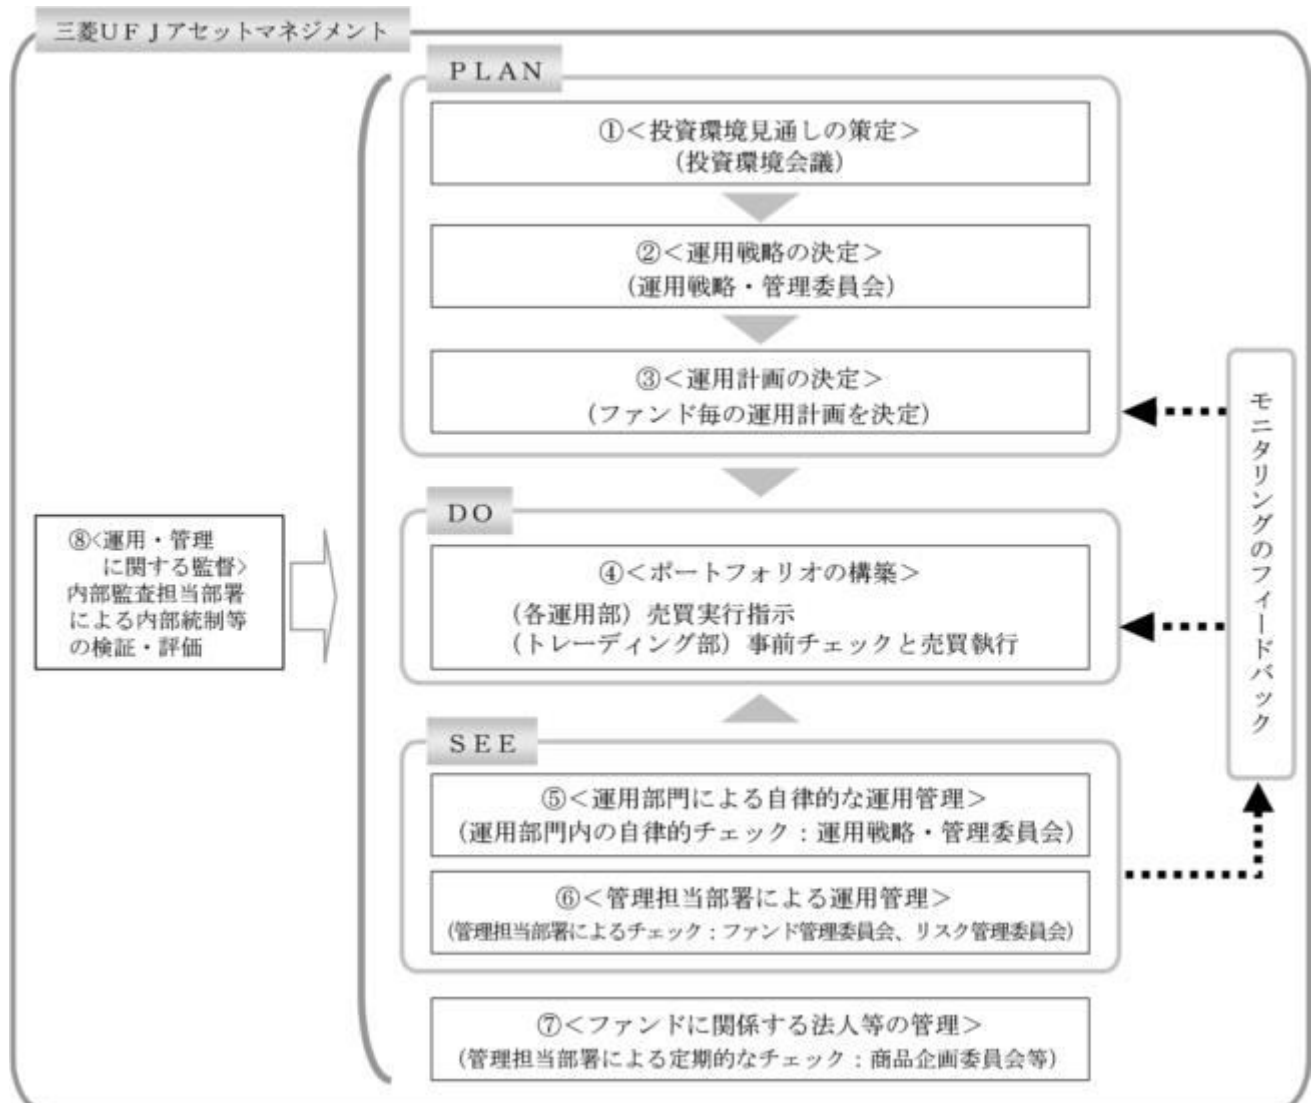 三菱UFJアセットマネジメント
PLAN
①<投資環境見通しの策定>
(投資環境会議)
②<運用戦略の決定>
(運用戦略・管理委員会)
③<運用計画の決定>
(ファンド毎の運用計画を決定)
モニタリングのフィードバック
DO
④<ポートフォリオの構築>
(各運用部) 売買実行指示
(トレーディング部) 事前チェックと売買執行
⑧<運用・管理
に関する監督>
内部監査担当部署
による内部統制等
の検証・評価
SEE
⑤<運用部門による自律的な運用管理>
(運用部門内の自律的チェック：運用戦略・管理委員会)
⑥<管理担当部署による運用管理>
(管理担当部署によるチェック：ファンド管理委員会、リスク管理委員会)
⑦<ファンドに関係する法人等の管理>
(管理担当部署による定期的なチェック：商品企画委員会等)